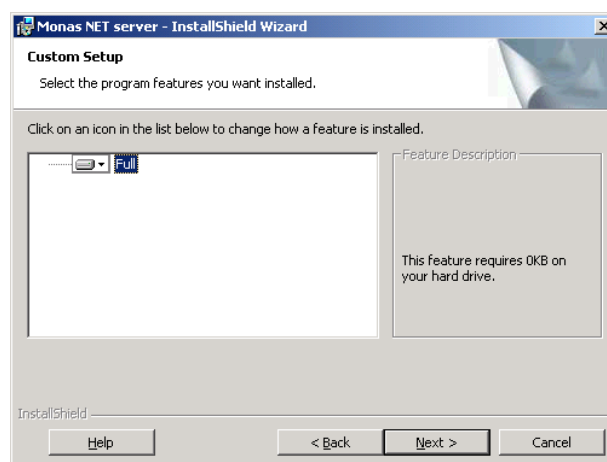 Monas NET server - InstallShield Wizard
Custom Setup
Select the program features you want installed.
Click on an icon in the list below to change how a feature is installed.
Full
Feature Description
This feature requires 0KB on
your hard drive.
InstallShield
Help
< Back
Next >
Cancel